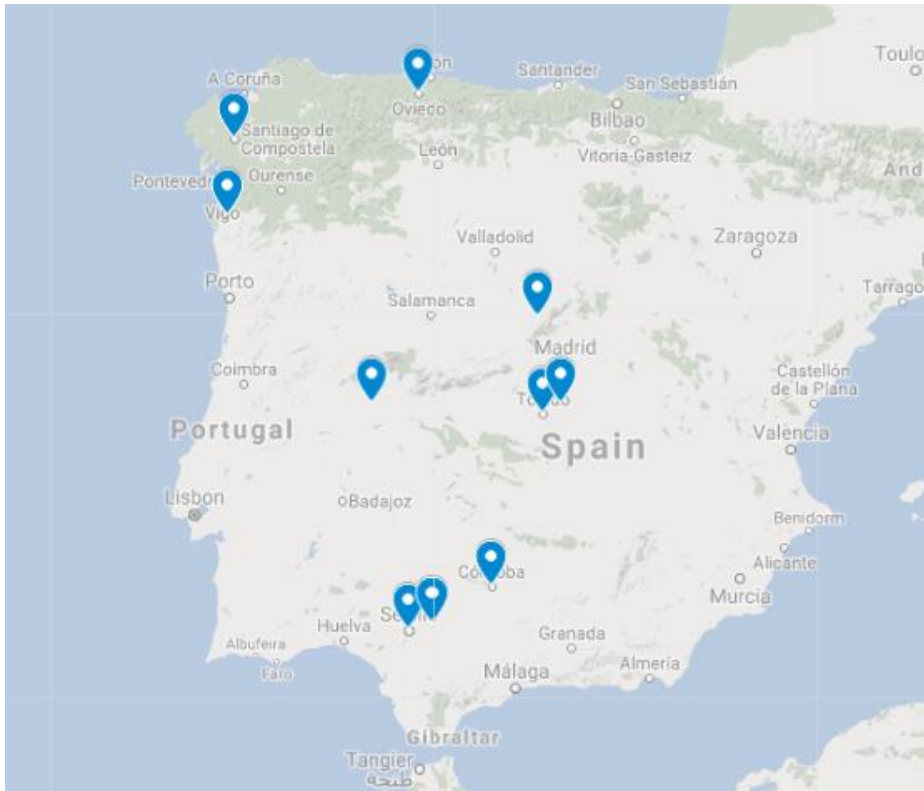 Toulo
A Coruña
Santander
San Sebastián
Oviedo
Bilbao
Santiago de
Compostela
León
Vitoria-Gasteiz
Ourense
Vigo
Valladolid
Zaragoza
Porto
Salamanca
Tarrago
Madrid
Coimbra
Castellón
de la Plana
Portugal
Spain
Valencia
Lisbon
Badajoz
Benidorm
Alicante
Murcia
Huelva
Granada
Albufeira
Faro
Almería
Málaga
Gibraltar
Tangier
طنجة